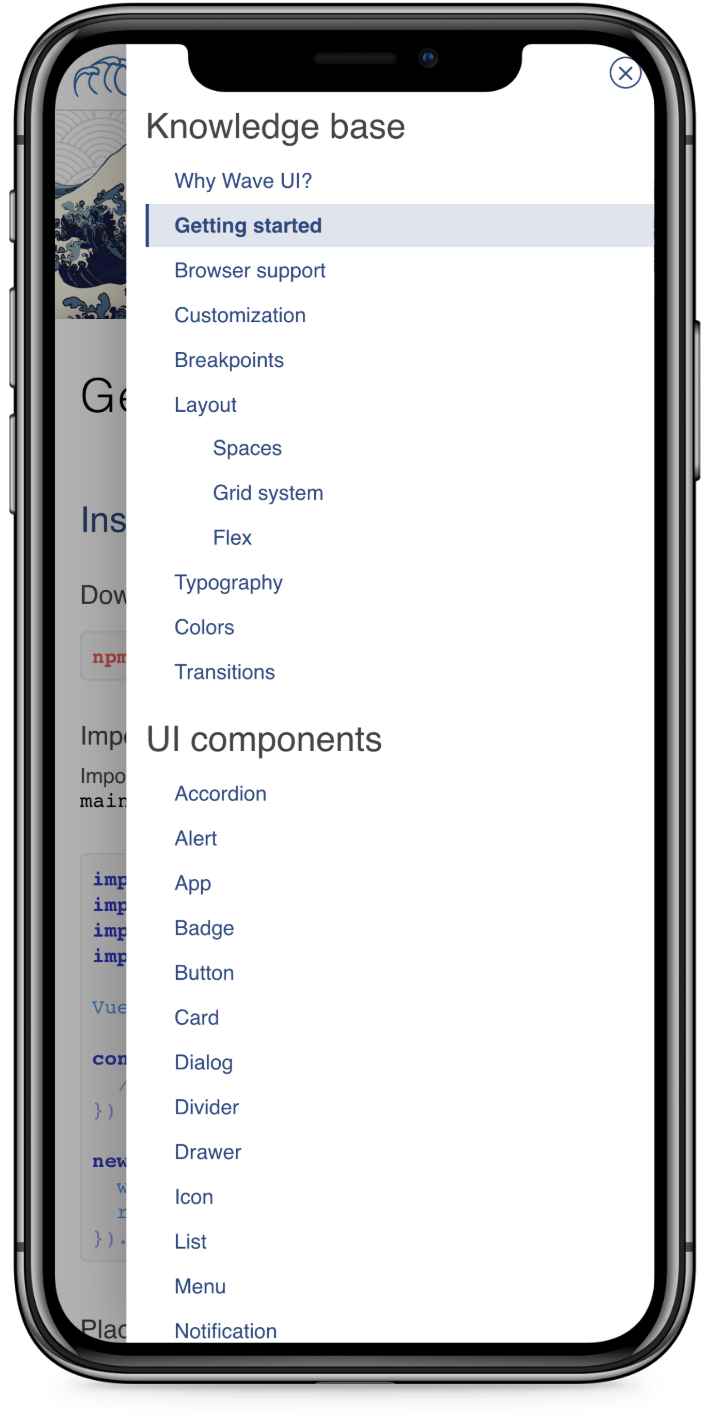 Knowledge base
Why Wave UI?
Getting started
Browser support
Customization
Breakpoints
Layout
Spaces
Grid system
Flex
Typography
Colors
Transitions
UI components
Accordion
Alert
App
Badge
Button
Card
Dialog
Divider
Drawer
Icon
List
Menu
Notification
Ge
Ins
Dow
npm
Impo
Impo
main
imp
imp
imp
imp
Vue
con
/
})
new
w
r
}).
Plac